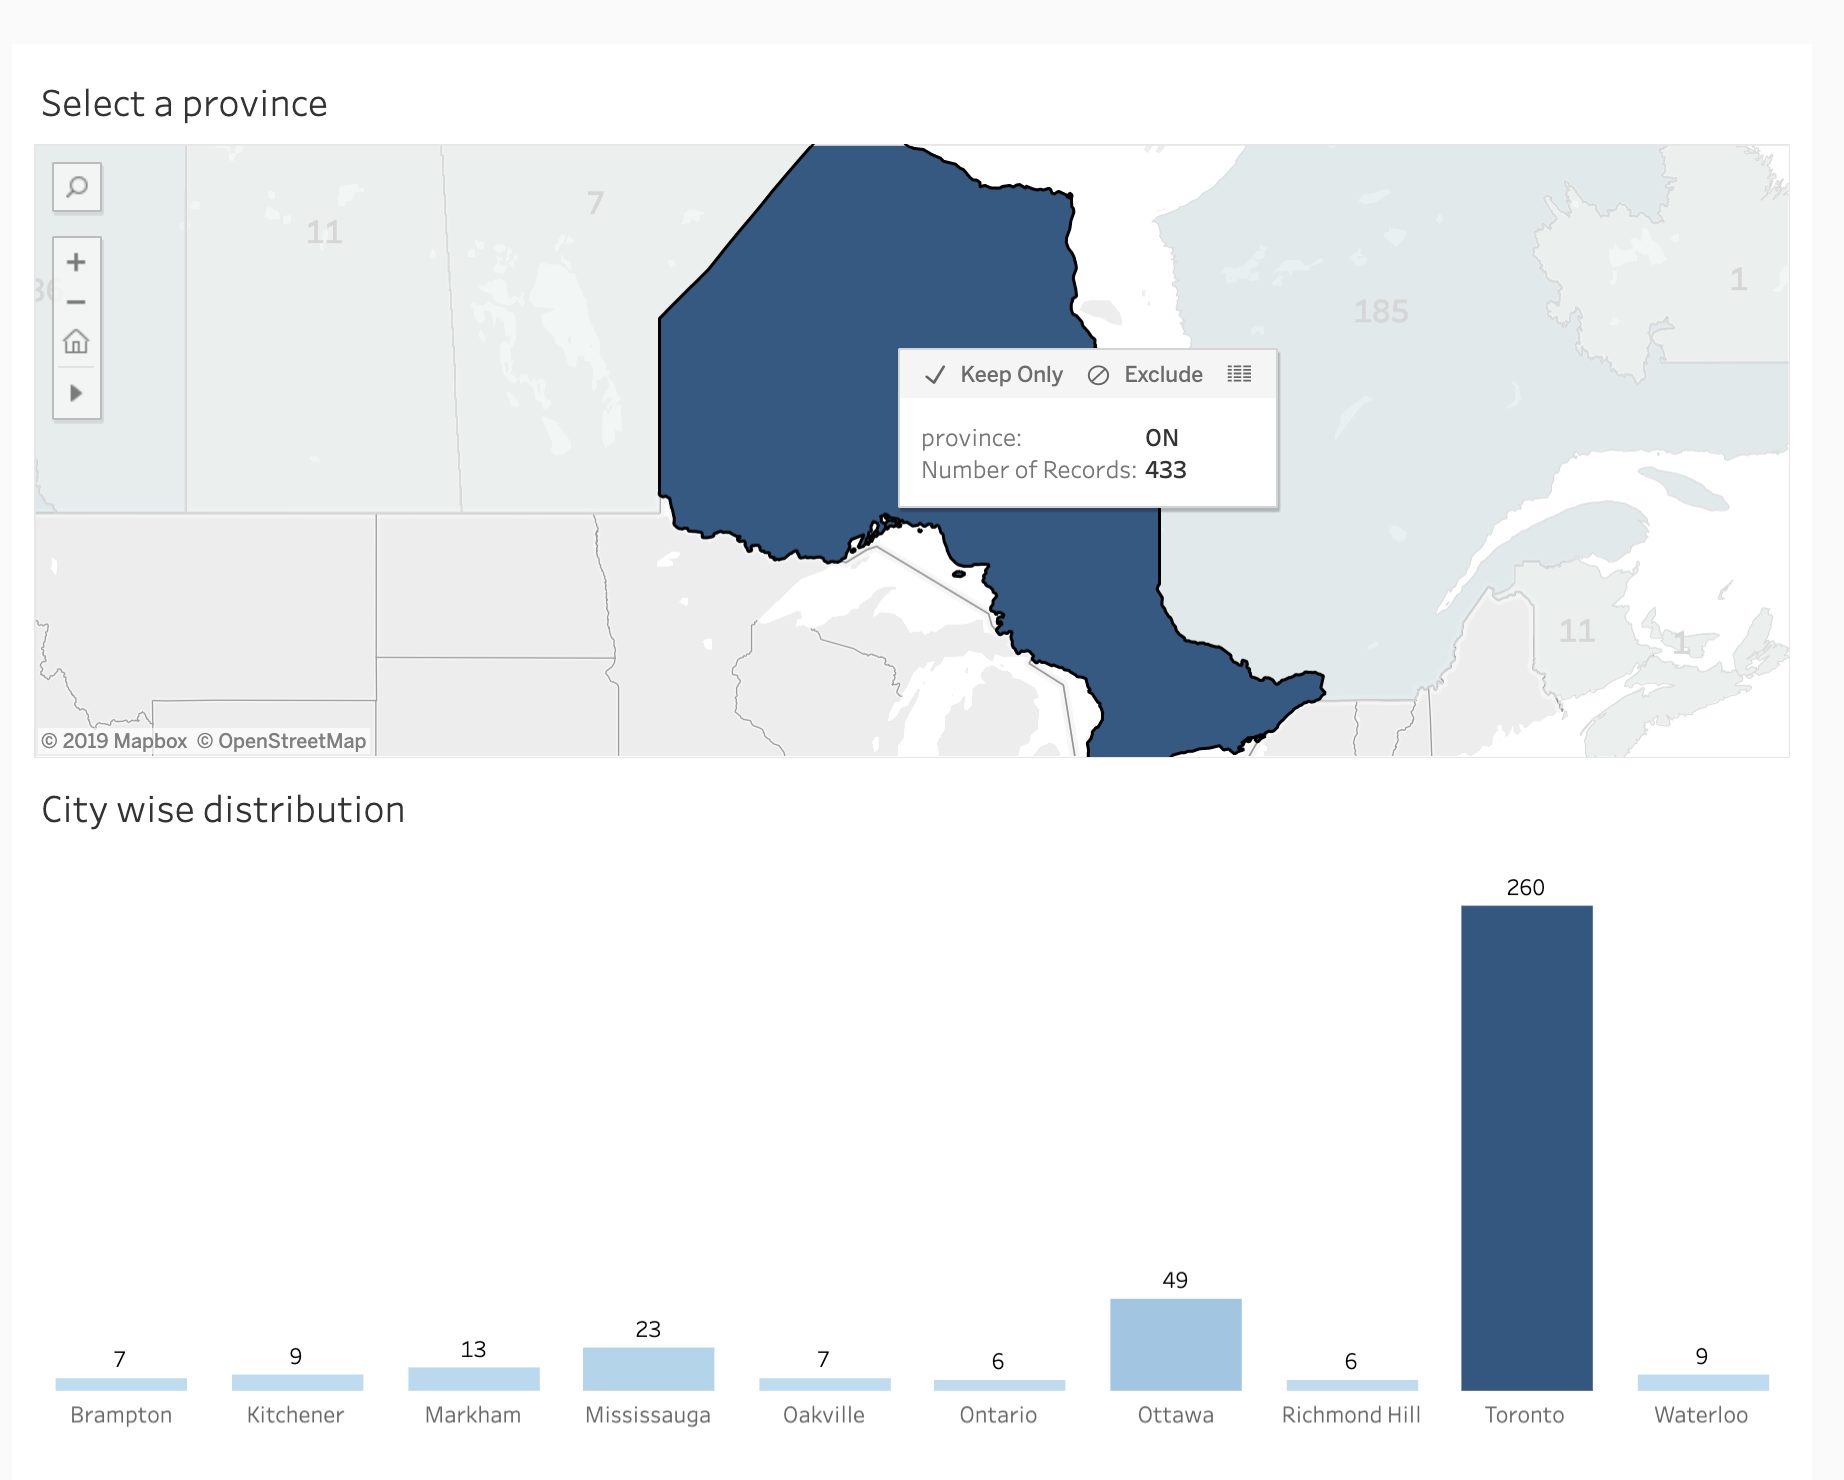 Select a province
11
7
185
1
Keep Only Exclude
province: ON
Number of Records: 433
11
1
© 2019 Mapbox © OpenStreetMap
City wise distribution
260
49
23
13
9
7
7
6
6
9
Brampton Kitchener Markham Mississauga Oakville Ontario Ottawa Richmond Hill Toronto Waterloo